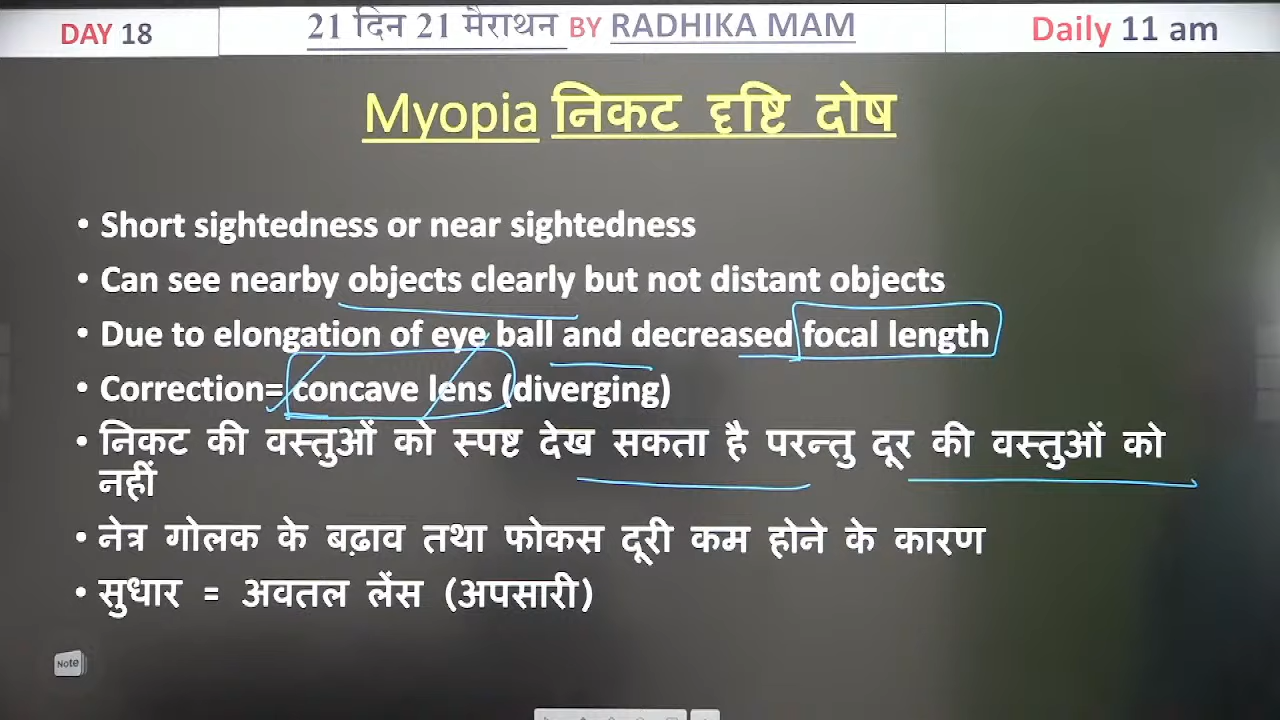 DAY 18
21 दिन 21 मैराथन BY RADHIKA MAM
Daily 11 am
Myopia निकट दृष्टि दोष
• Short sightedness or near sightedness
• Can see nearby objects clearly but not distant objects
• Due to elongation of eye ball and decreased focal length
• Correction= concave lens (diverging)
• निकट की वस्तुओं को स्पष्ट देख सकता है परन्तु दूर की वस्तुओं को
नहीं
• नेत्र गोलक के बढ़ाव तथा फोकस दूरी कम होने के कारण
• सुधार = अवतल लेंस (अपसारी)
Note